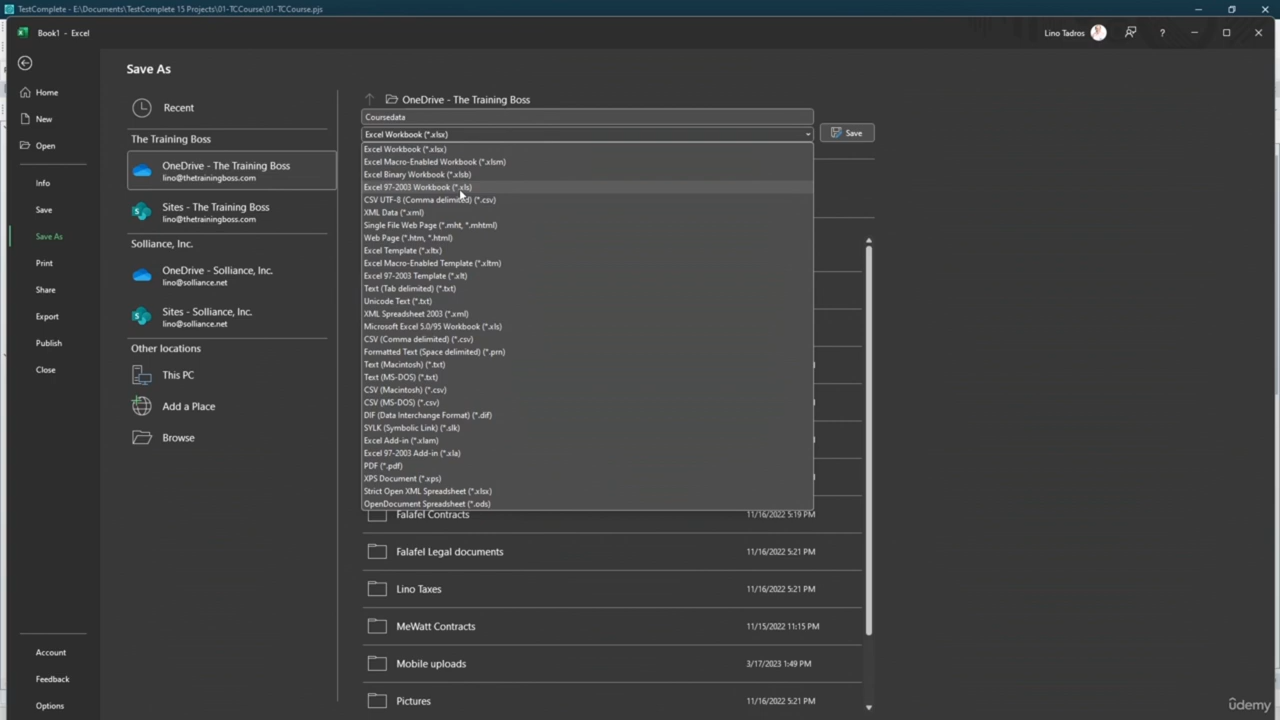 TestComplete - E:\Documents\TestComplete 15 Projects\01-TCCourse\01-TCCourse.pjs
Book1 - Excel
Lino Tadros
?
Home
New
Open
Info
Save
Save As
Print
Share
Export
Publish
Close
Account
Feedback
Options
Save As
Recent
The Training Boss
OneDrive - The Training Boss
lino@thetrainingboss.com
Sites - The Training Boss
lino@thetrainingboss.com
Solliance, Inc.
OneDrive - Solliance, Inc.
lino@solliance.net
Sites - Solliance, Inc.
lino@solliance.net
Other locations
This PC
Add a Place
Browse
OneDrive - The Training Boss
Coursedata
Excel Workbook (*.xlsx)
Save
Excel Workbook (*.xlsx)
Excel Macro-Enabled Workbook (*.xlsm)
Excel Binary Workbook (*.xlsb)
Excel 97-2003 Workbook (*.xls)
CSV UTF-8 (Comma delimited) (*.csv)
XML Data (*.xml)
Single File Web Page (*.mht, *.mhtml)
Web Page (*.htm, *.html)
Excel Template (*.xltx)
Excel Macro-Enabled Template (*.xltm)
Excel 97-2003 Template (*.xlt)
Text (Tab delimited) (*.txt)
Unicode Text (*.txt)
XML Spreadsheet 2003 (*.xml)
Microsoft Excel 5.0/95 Workbook (*.xls)
CSV (Comma delimited) (*.csv)
Formatted Text (Space delimited) (*.prn)
Text (Macintosh) (*.txt)
Text (MS-DOS) (*.txt)
CSV (Macintosh) (*.csv)
CSV (MS-DOS) (*.csv)
DIF (Data Interchange Format) (*.dif)
SYLK (Symbolic Link) (*.slk)
Excel Add-in (*.xlam)
Excel 97-2003 Add-in (*.xla)
PDF (*.pdf)
XPS Document (*.xps)
Strict Open XML Spreadsheet (*.xlsx)
OpenDocument Spreadsheet (*.ods)
Falafel Contracts 11/16/2022 5:19 PM
Falafel Legal documents 11/16/2022 5:21 PM
Lino Taxes 11/16/2022 5:21 PM
MeWatt Contracts 11/15/2022 11:15 PM
Mobile uploads 3/17/2023 1:49 PM
Pictures 11/16/2022 5:21 PM
ûdemy